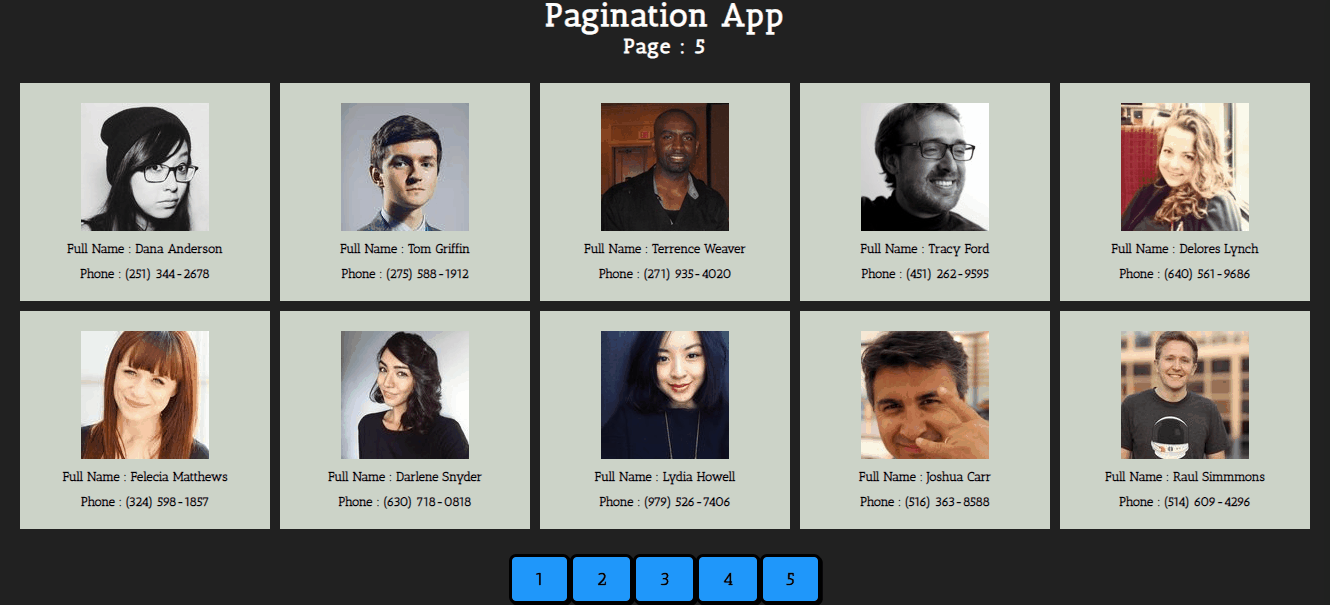 Pagination App
Page : 5
Full Name : Dana Anderson
Phone : (251) 344-2678
Full Name : Tom Griffin
Phone : (275) 588-1912
Full Name : Terrence Weaver
Phone : (271) 935-4020
Full Name : Tracy Ford
Phone : (451) 262-9595
Full Name : Delores Lynch
Phone : (640) 561-9686
Full Name : Felecia Matthews
Phone : (324) 598-1857
Full Name : Darlene Snyder
Phone : (630) 718-0818
Full Name : Lydia Howell
Phone : (979) 526-7406
Full Name : Joshua Carr
Phone : (516) 363-8588
Full Name : Raul Simmmons
Phone : (514) 609-4296
1 2 3 4 5